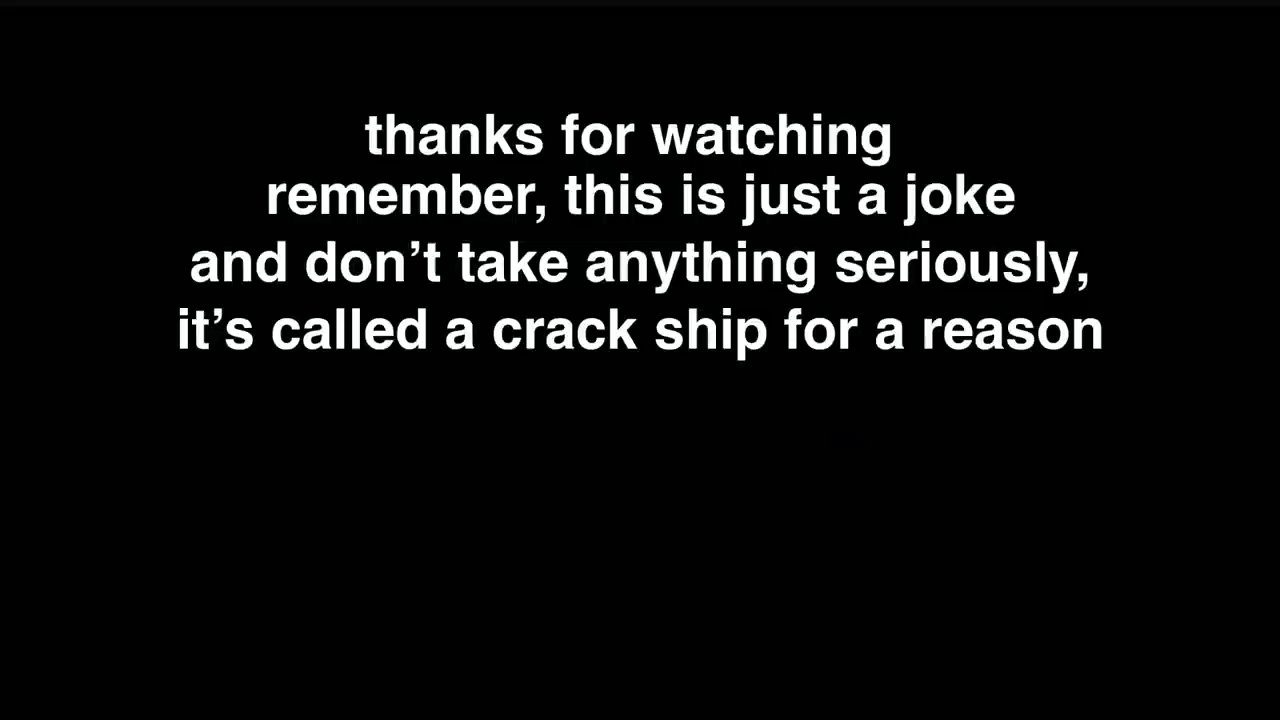 thanks for watching
remember, this is just a joke
and don’t take anything seriously,
it’s called a crack ship for a reason